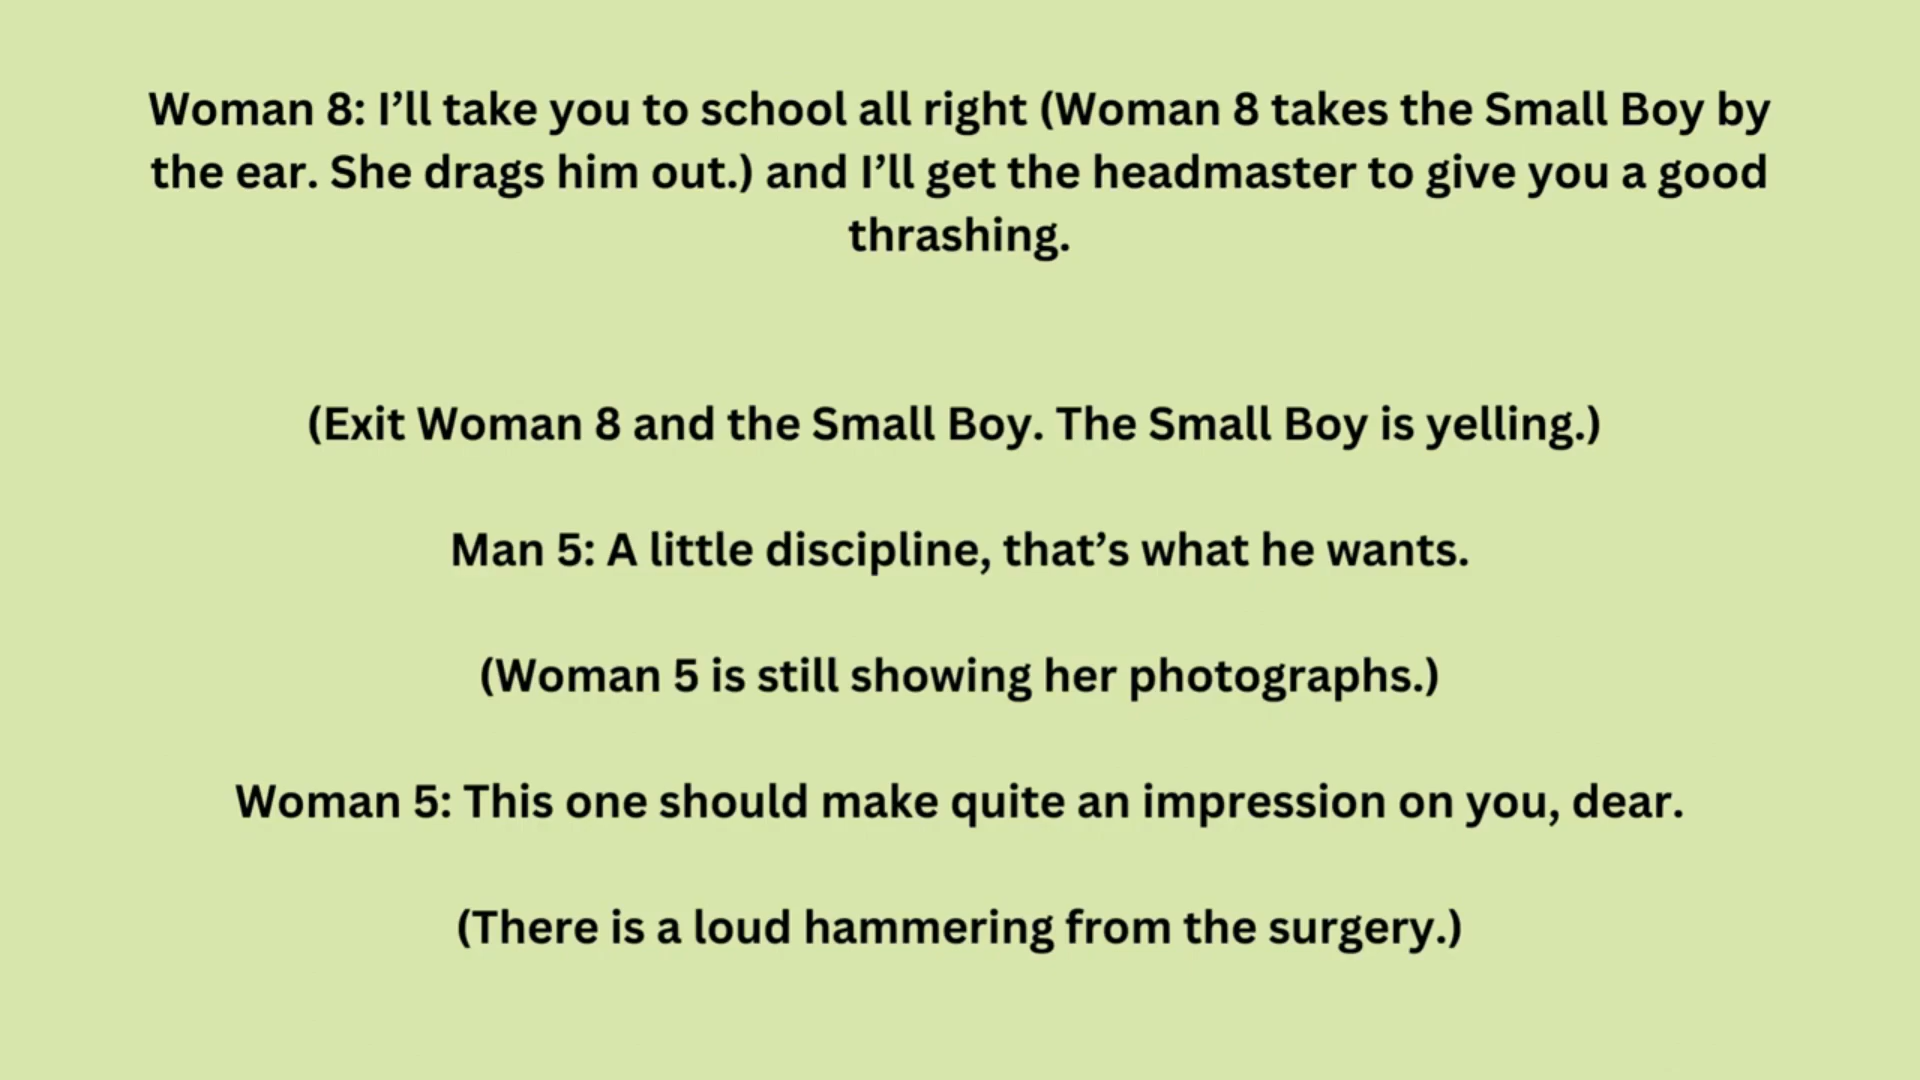 Woman 8: I’ll take you to school all right (Woman 8 takes the Small Boy by
the ear. She drags him out.) and I’ll get the headmaster to give you a good
thrashing.
(Exit Woman 8 and the Small Boy. The Small Boy is yelling.)
Man 5: A little discipline, that’s what he wants.
(Woman 5 is still showing her photographs.)
Woman 5: This one should make quite an impression on you, dear.
(There is a loud hammering from the surgery.)